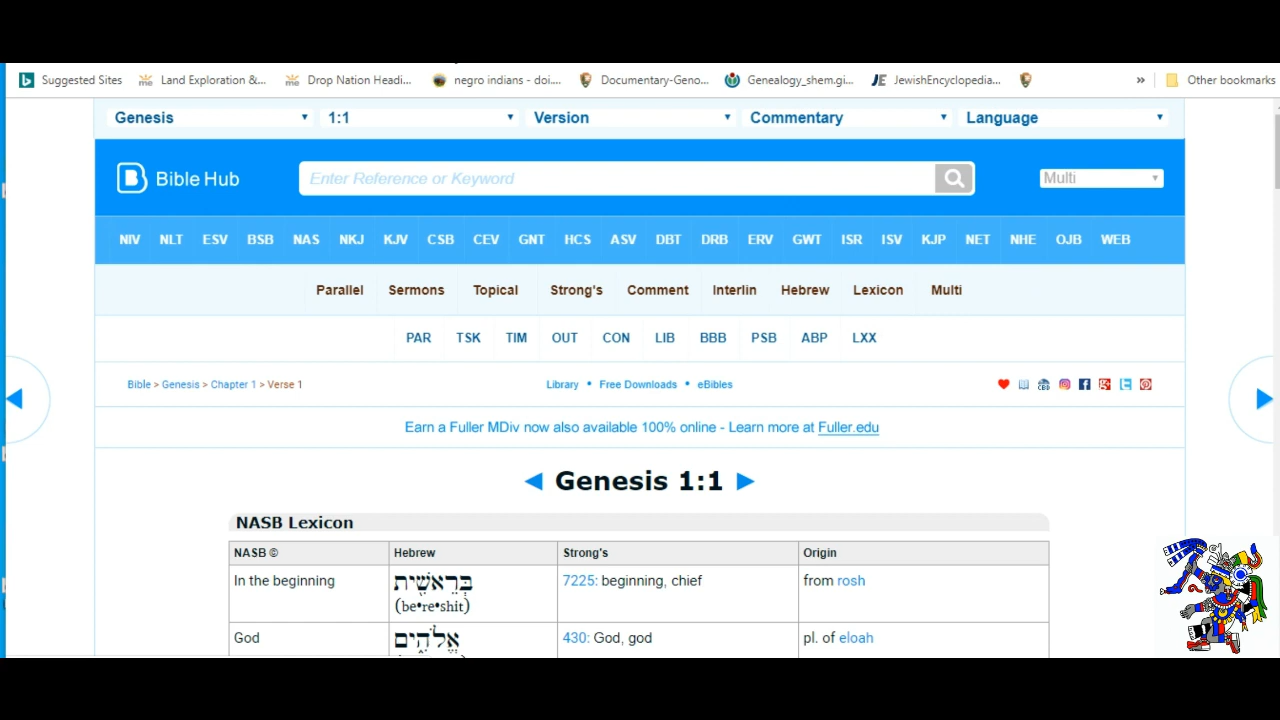 Suggested Sites Land Exploration &... Drop Nation Headi... negro indians - doi.... Documentary-Geno... Genealogy_shem.gi... JewishEncyclopedia... » Other bookmarks
Genesis 1:1 Version Commentary Language
Bible Hub Enter Reference or Keyword Multi
NIV NLT ESV BSB NAS NKJ KJV CSB CEV GNT HCS ASV DBT DRB ERV GWT ISR ISV KJP NET NHE OJB WEB
Parallel Sermons Topical Strong's Comment Interlin Hebrew Lexicon Multi
PAR TSK TIM OUT CON LIB BBB PSB ABP LXX
Bible > Genesis > Chapter 1 > Verse 1 Library • Free Downloads • eBibles
Earn a Fuller MDiv now also available 100% online - Learn more at Fuller.edu
◄ Genesis 1:1 ►
NASB Lexicon
NASB © Hebrew Strong's Origin
In the beginning בְּרֵאשִׁ֖ית 7225: beginning, chief from rosh
(be•re•shit)
God אֱלֹהִ֑ים 430: God, god pl. of eloah